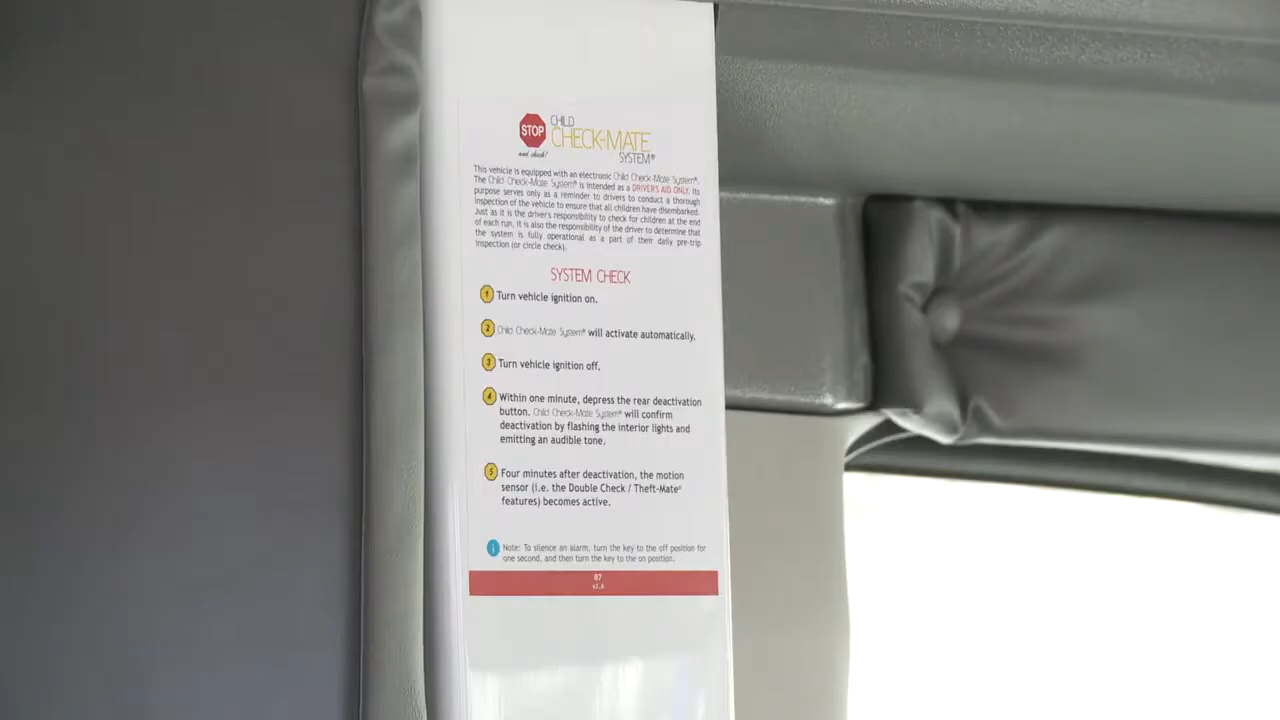 STOP
and check!
CHILD
CHECK-MATE
SYSTEM®
This vehicle is equipped with an electronic Child Check-Mate System®.
The Child Check-Mate System® is intended as a DRIVER'S AID ONLY. Its
purpose serves only as a reminder to drivers to conduct a thorough
inspection of the vehicle to ensure that all children have disembarked.
Just as it is the driver's responsibility to check for children at the end
of each run, it is also the responsibility of the driver to determine that
the system is fully operational as a part of their daily pre-trip
inspection (or circle check).
SYSTEM CHECK
1 Turn vehicle ignition on.
2 Child Check-Mate System® will activate automatically.
3 Turn vehicle ignition off.
4 Within one minute, depress the rear deactivation
button. Child Check-Mate System® will confirm
deactivation by flashing the interior lights and
emitting an audible tone.
5 Four minutes after deactivation, the motion
sensor (i.e. the Double Check / Theft-Mate®
features) becomes active.
i Note: To silence an alarm, turn the key to the off position for
one second, and then turn the key to the on position.
07